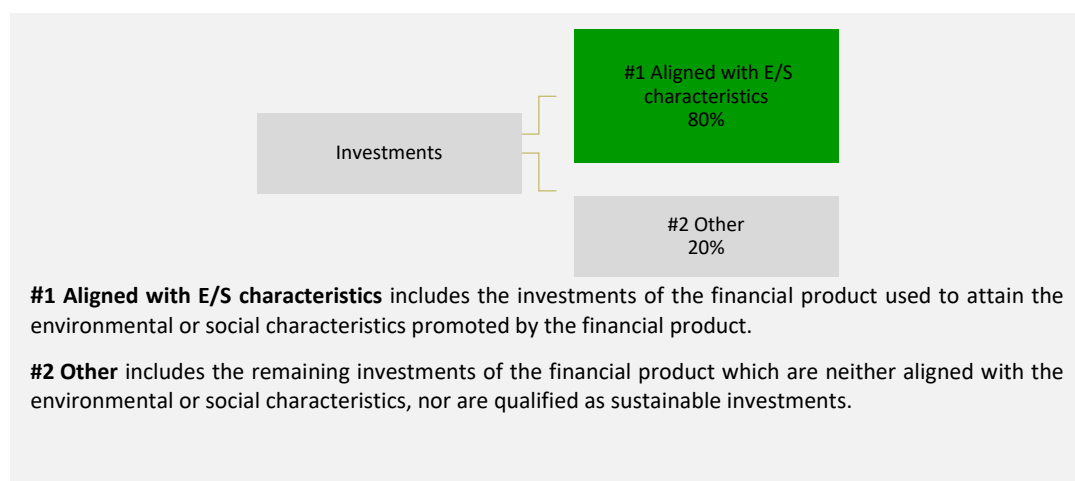 #1 Aligned with E/S
characteristics
80%
Investments
#2 Other
20%
#1 Aligned with E/S characteristics includes the investments of the financial product used to attain the
environmental or social characteristics promoted by the financial product.
#2 Other includes the remaining investments of the financial product which are neither aligned with the
environmental or social characteristics, nor are qualified as sustainable investments.